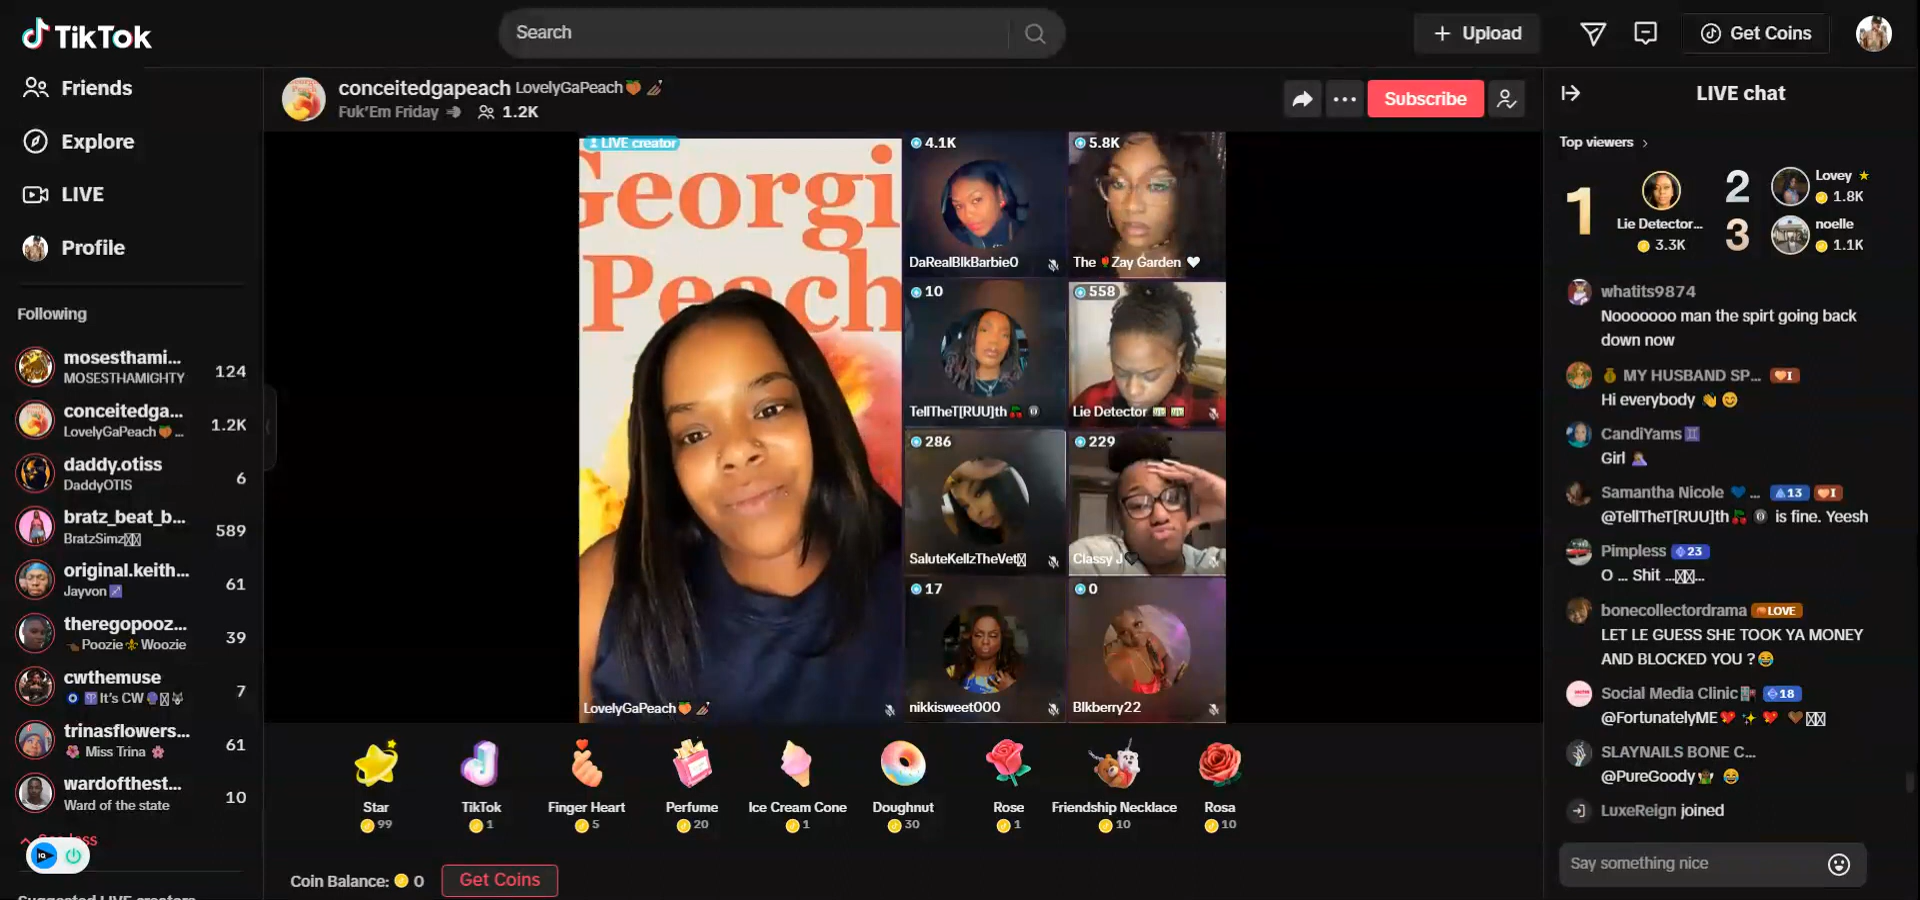 TikTok
Search
Upload
Get Coins
Friends
Explore
LIVE
Profile
Following
mosesthami...
MOSESTHAMIGHTY
124
conceitedga...
LovelyGaPeach🍑...
1.2K
daddy.otiss
DaddyOTIS
6
bratz_beat_b...
BratzSimz
589
original.keith...
Jayvon
61
theregopooz...
Poozie⚜Woozie
39
cwthemuse
It's CW
7
trinasflowers...
🌸 Miss Trina 🌸
61
wardofthest...
Ward of the state
10
conceitedgapeach LovelyGaPeach🍑💅🏾
Fuk'Em Friday
1.2K
Subscribe
LIVE creator
Georgi
Peach
LovelyGaPeach🍑💅🏾
4.1K
DaRealBlkBarbie0
5.8K
The 🌹Zay Garden 🤍
10
TellTheT[RUU]th🍒
558
Lie Detector
286
SaluteKellzTheVet
229
Classy J🖤
17
nikkisweet000
0
Blkberry22
Star
99
TikTok
1
Finger Heart
5
Perfume
20
Ice Cream Cone
1
Doughnut
30
Rose
1
Friendship Necklace
10
Rosa
10
Coin Balance: 0
Get Coins
LIVE chat
Top viewers
1
Lie Detector...
3.3K
2
Lovey ⭐
1.8K
3
noelle
1.1K
whatits9874
Nooooooo man the spirt going back
down now
💰 MY HUSBAND SP... I
Hi everybody 👋😊
CandiYams♊
Girl 🤦🏽‍♀️
Samantha Nicole 💙 ... 13 I
@TellTheT[RUU]th🍒 is fine. Yeesh
Pimpless 23
O ... Shit ...
bonecollectordrama LOVE
LET LE GUESS SHE TOOK YA MONEY
AND BLOCKED YOU ?😂
Social Media Clinic 18
@FortunatelyME💖✨💖🤎
SLAYNAILS BONE C...
@PureGoody 😂
LuxeReign joined
Say something nice